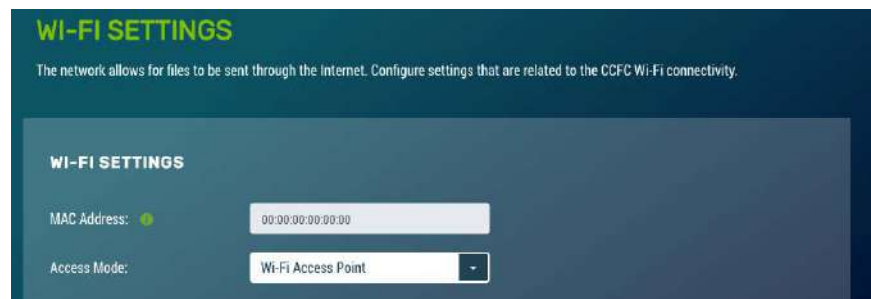 WI-FI SETTINGS
The network allows for files to be sent through the Internet. Configure settings that are related to the CCFC Wi-Fi connectivity.
WI-FI SETTINGS
MAC Address:
00:00:00:00:00:00
Access Mode:
Wi-Fi Access Point